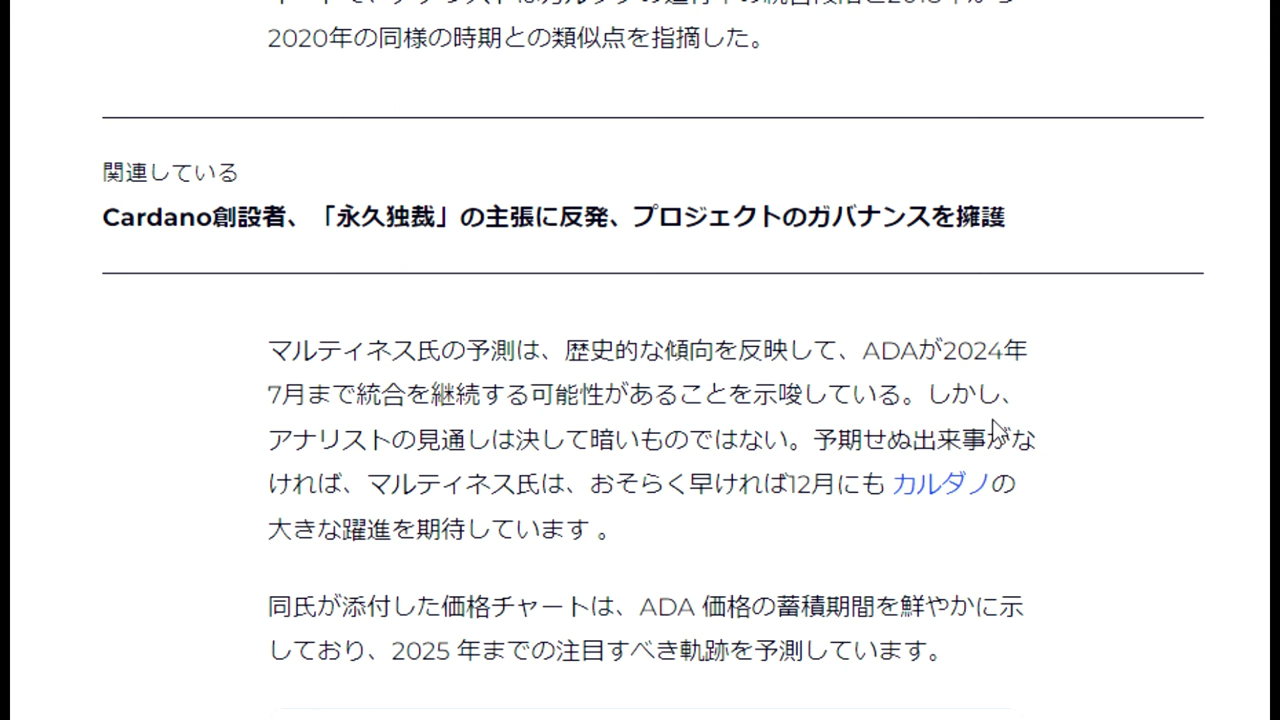 2020年の同様の時期との類似点を指摘した。
関連している
Cardano創設者、「永久独裁」の主張に反発、プロジェクトのガバナンスを擁護
マルティネス氏の予測は、歴史的な傾向を反映して、ADAが2024年
7月まで統合を継続する可能性があることを示唆している。しかし、
アナリストの見通しは決して暗いものではない。予期せぬ出来事がな
ければ、マルティネス氏は、おそらく早ければ12月にも カルダノの
大きな躍進を期待しています 。
同氏が添付した価格チャートは、ADA 価格の蓄積期間を鮮やかに示
しており、2025 年までの注目すべき軌跡を予測しています。